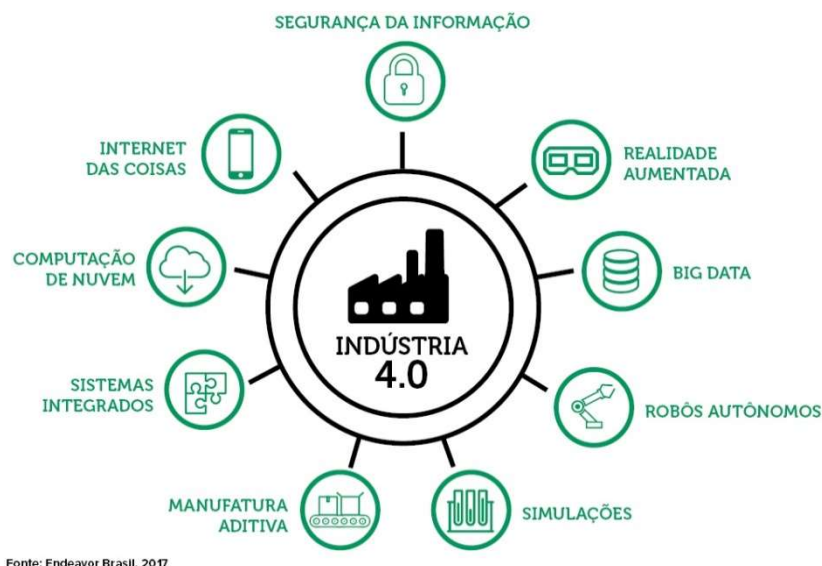 SEGURANÇA DA INFORMAÇÃO
INTERNET
DAS COISAS
REALIDADE
AUMENTADA
COMPUTAÇÃO
DE NUVEM
BIG DATA
INDÚSTRIA
4.0
SISTEMAS
INTEGRADOS
ROBÔS AUTÔNOMOS
MANUFATURA
ADITIVA
SIMULAÇÕES
Fonte: Endeavor Brasil, 2017